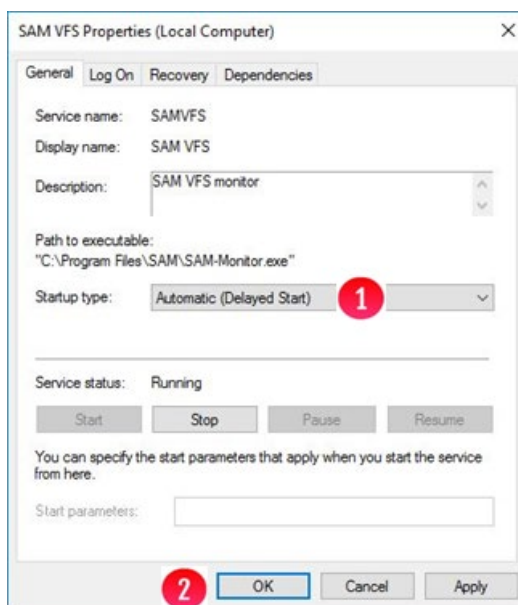 SAM VFS Properties (Local Computer)
General Log On Recovery Dependencies
Service name: SAMVFS
Display name: SAM VFS
Description: SAM VFS monitor
Path to executable:
"C:\Program Files\SAM\SAM-Monitor.exe"
Startup type: Automatic (Delayed Start) 1
Service status: Running
Start Stop Pause Resume
You can specify the start parameters that apply when you start the service
from here.
Start parameters:
2 OK Cancel Apply